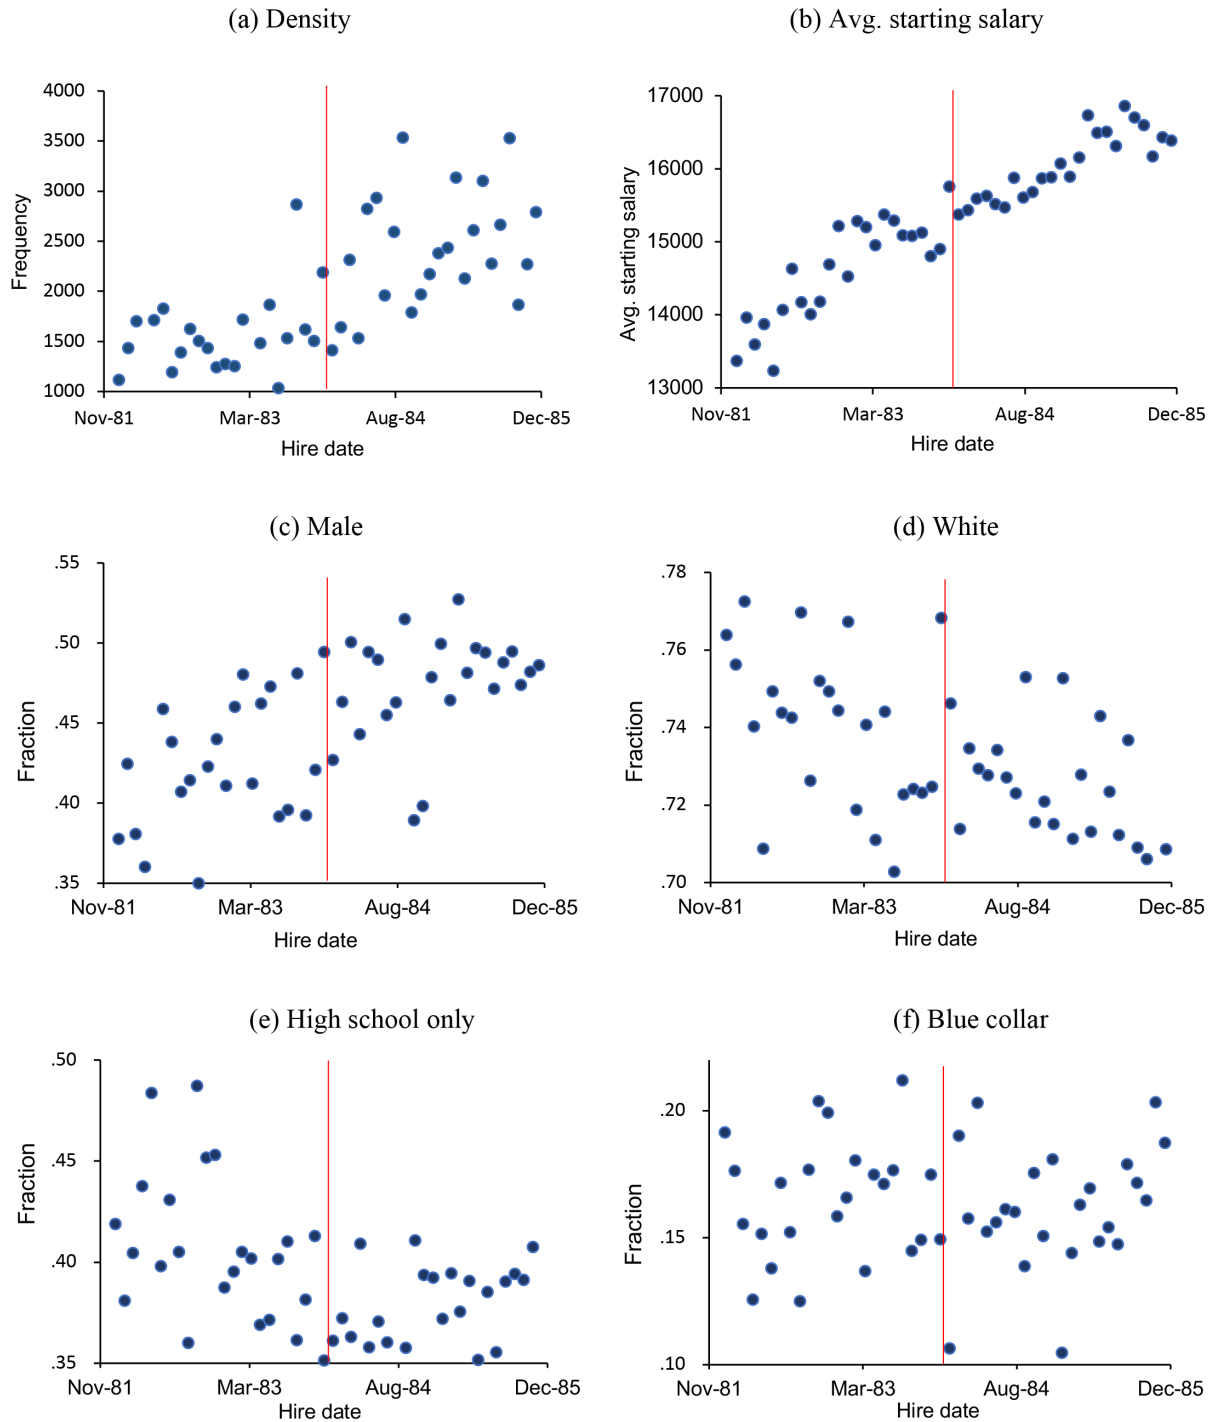 (a) Density
(b) Avg. starting salary
4000
3500
3000
2500
2000
1500
1000
Frequency
Nov-81
Mar-83
Aug-84
Dec-85
Hire date
17000
16000
15000
14000
13000
Avg. starting salary
Nov-81
Mar-83
Aug-84
Dec-85
Hire date
(c) Male
(d) White
.55
.50
.45
.40
.35
Fraction
Nov-81
Mar-83
Aug-84
Dec-85
Hire date
.78
.76
.74
.72
.70
Fraction
Nov-81
Mar-83
Aug-84
Dec-85
Hire date
(e) High school only
(f) Blue collar
.50
.45
.40
.35
Fraction
Nov-81
Mar-83
Aug-84
Dec-85
Hire date
.20
.15
.10
Fraction
Nov-81
Mar-83
Aug-84
Dec-85
Hire date